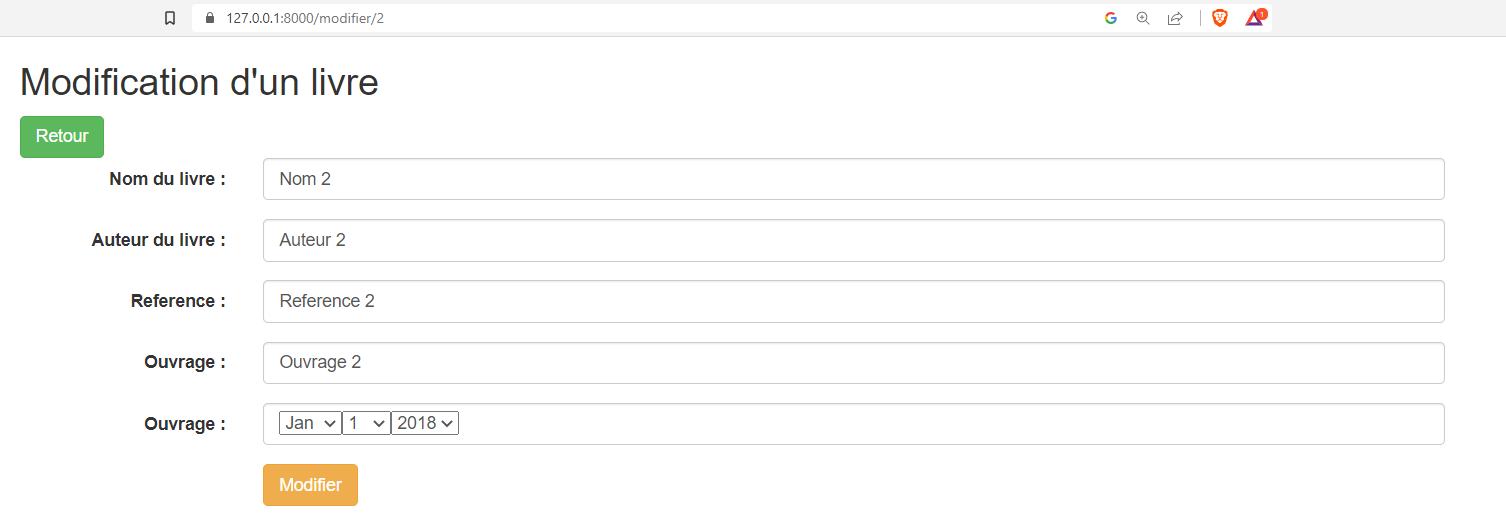 127.0.0.1:8000/modifier/2
1
Modification d'un livre
Retour
Nom du livre : Nom 2
Auteur du livre : Auteur 2
Reference : Reference 2
Ouvrage : Ouvrage 2
Ouvrage : Jan 1 2018
Modifier